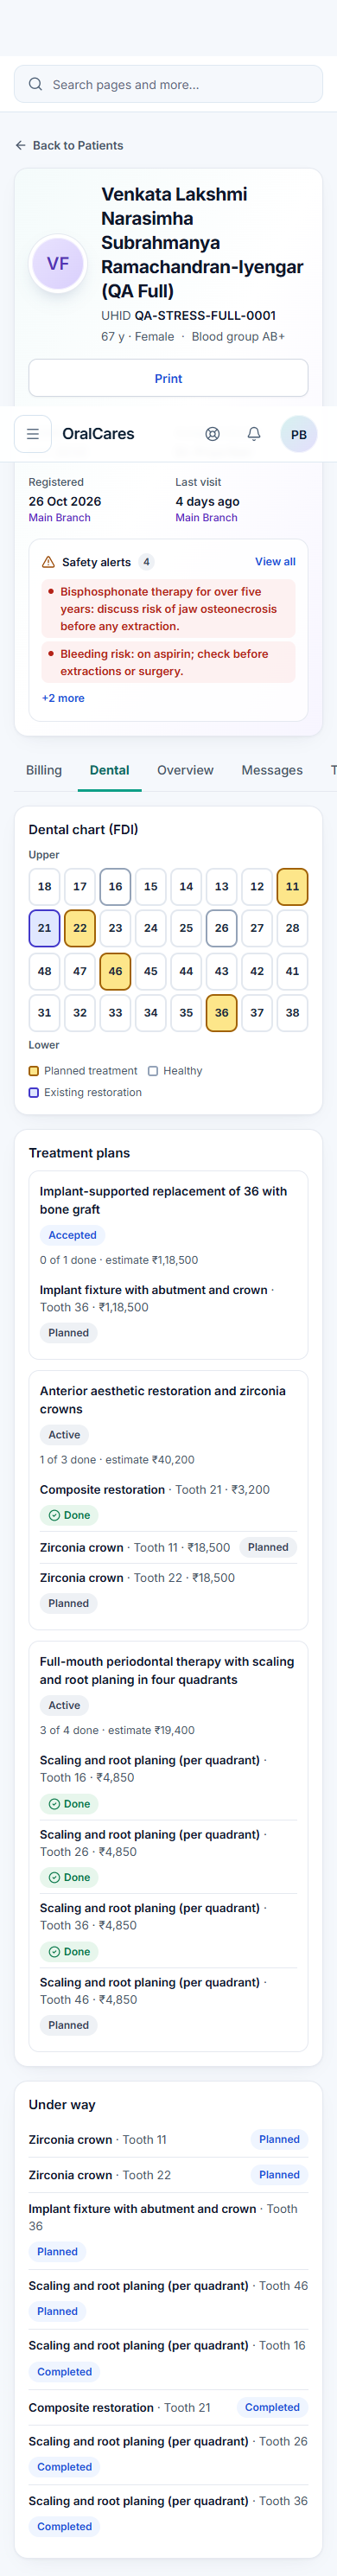 Search pages and more...
Back to Patients
VF
Venkata Lakshmi
Narasimha
Subrahmanya
Ramachandran-Iyengar
(QA Full)
UHID QA-STRESS-FULL-0001
67 y · Female · Blood group AB+
Print
OralCares
PB
Registered
Last visit
26 Oct 2026
4 days ago
Main Branch
Main Branch
Safety alerts 4
View all
Bisphosphonate therapy for over five
years: discuss risk of jaw osteonecrosis
before any extraction.
Bleeding risk: on aspirin; check before
extractions or surgery.
+2 more
Billing Dental Overview Messages T
Dental chart (FDI)
Upper
18 17 16 15 14 13 12 11
21 22 23 24 25 26 27 28
48 47 46 45 44 43 42 41
31 32 33 34 35 36 37 38
Lower
Planned treatment Healthy
Existing restoration
Treatment plans
Implant-supported replacement of 36 with
bone graft
Accepted
0 of 1 done · estimate ₹1,18,500
Implant fixture with abutment and crown ·
Tooth 36 · ₹1,18,500
Planned
Anterior aesthetic restoration and zirconia
crowns
Active
1 of 3 done · estimate ₹40,200
Composite restoration · Tooth 21 · ₹3,200
Done
Zirconia crown · Tooth 11 · ₹18,500 Planned
Zirconia crown · Tooth 22 · ₹18,500
Planned
Full-mouth periodontal therapy with scaling
and root planing in four quadrants
Active
3 of 4 done · estimate ₹19,400
Scaling and root planing (per quadrant) ·
Tooth 16 · ₹4,850
Done
Scaling and root planing (per quadrant) ·
Tooth 26 · ₹4,850
Done
Scaling and root planing (per quadrant) ·
Tooth 36 · ₹4,850
Done
Scaling and root planing (per quadrant) ·
Tooth 46 · ₹4,850
Planned
Under way
Zirconia crown · Tooth 11 Planned
Zirconia crown · Tooth 22 Planned
Implant fixture with abutment and crown · Tooth
36
Planned
Scaling and root planing (per quadrant) · Tooth 46
Planned
Scaling and root planing (per quadrant) · Tooth 16
Completed
Composite restoration · Tooth 21 Completed
Scaling and root planing (per quadrant) · Tooth 26
Completed
Scaling and root planing (per quadrant) · Tooth 36
Completed